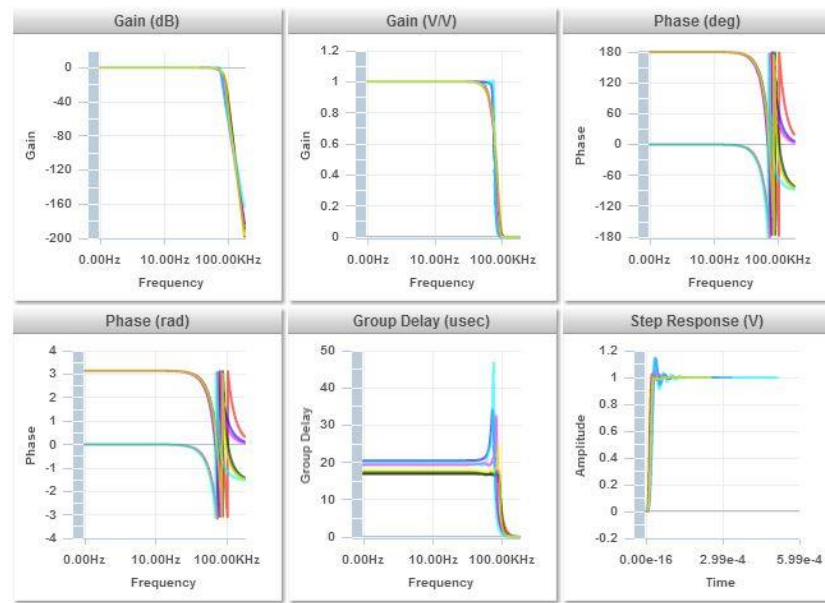 Gain (dB)
0
-40
-80
-120
-160
-200
Gain
0.00Hz 10.00Hz 100.00KHz
Frequency
Gain (V/V)
1.2
1
0.8
0.6
0.4
0.2
0
Gain
0.00Hz 10.00Hz 100.00KHz
Frequency
Phase (deg)
180
120
60
0
-60
-120
-180
Phase
0.00Hz 10.00Hz 100.00KHz
Frequency
Phase (rad)
4
3
2
1
0
-1
-2
-3
-4
Phase
0.00Hz 10.00Hz 100.00KHz
Frequency
Group Delay (usec)
50
40
30
20
10
0
Group Delay
0.00Hz 10.00Hz 100.00KHz
Frequency
Step Response (V)
1.2
1
0.8
0.6
0.4
0.2
0
-0.2
Amplitude
0.00e-16 2.99e-4 5.99e-4
Time